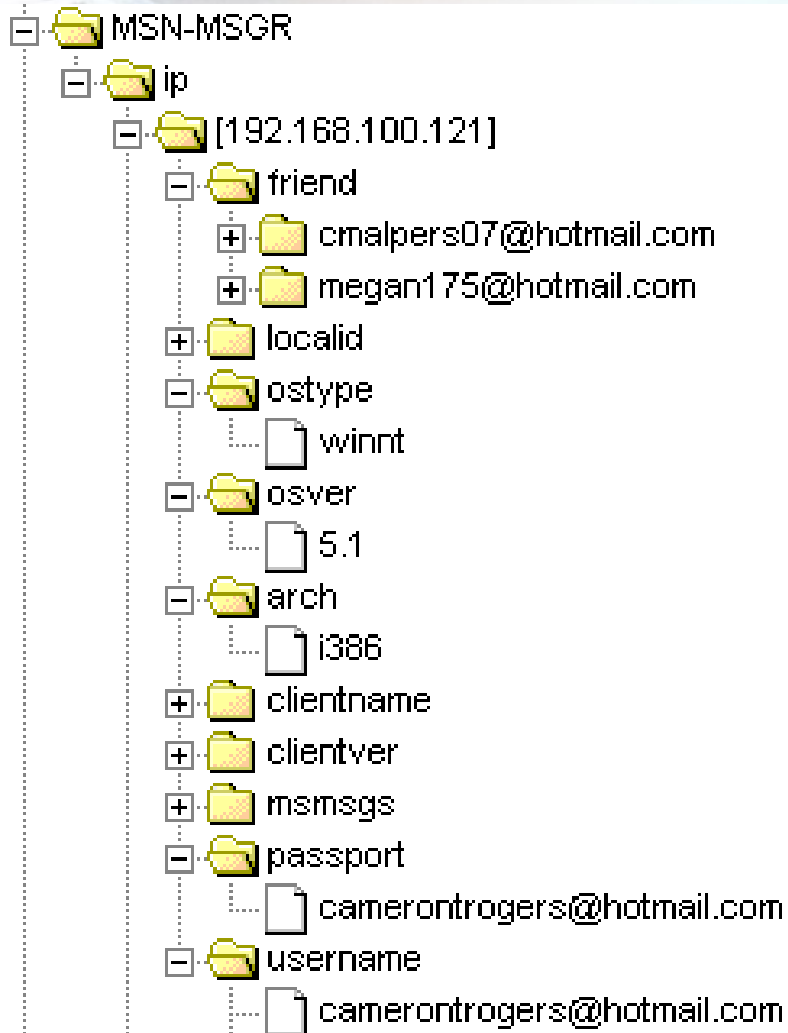 MSN-MSGR
ip
[192.168.100.121]
friend
cmalpers07@hotmail.com
megan175@hotmail.com
localid
ostype
winnt
osver
5.1
arch
i386
clientname
clientver
msmsgs
passport
camerontrogers@hotmail.com
username
camerontrogers@hotmail.com